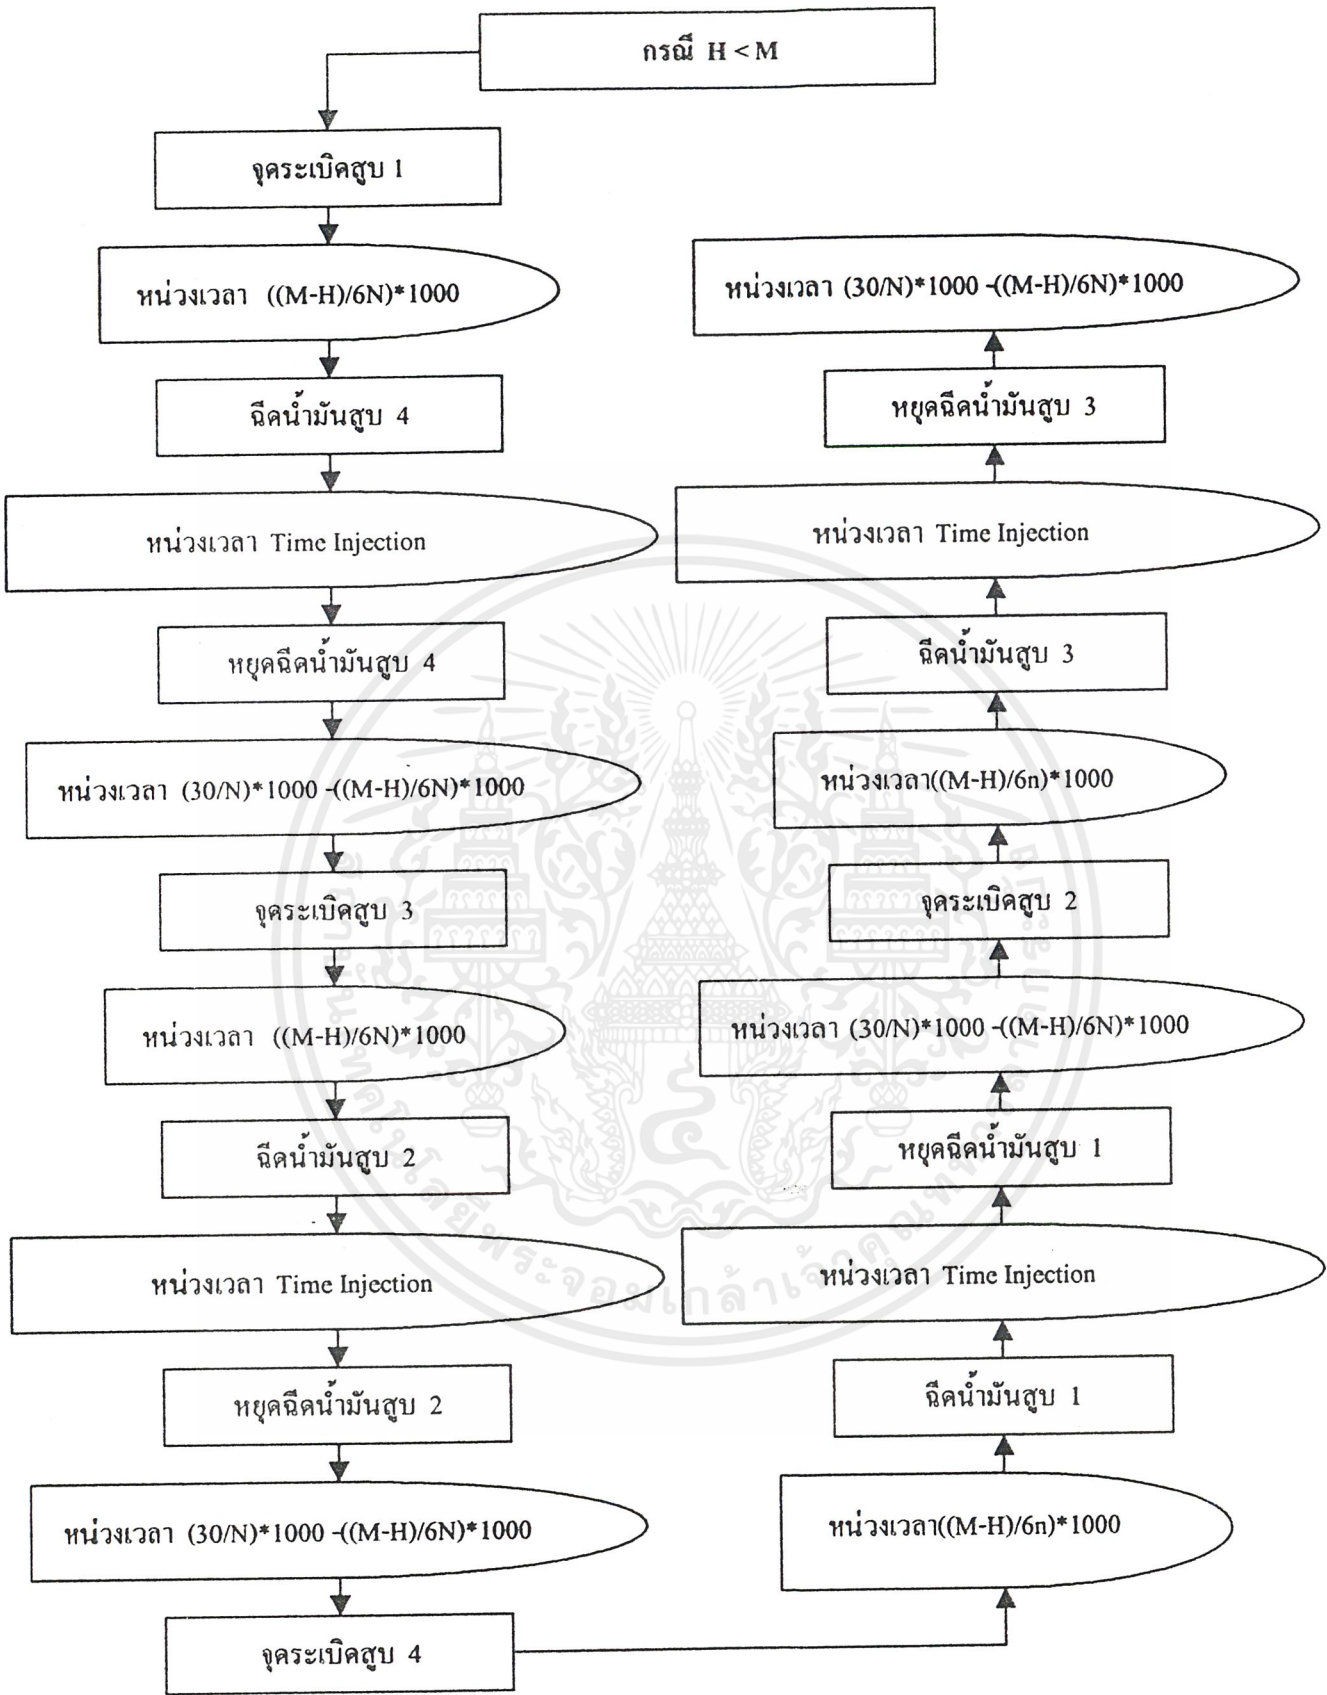 กรณี H < M
จุดระเบิดสูบ 1
หน่วงเวลา ((M-H)/6N)*1000
ฉีดน้ำมันสูบ 4
หน่วงเวลา Time Injection
หยุดฉีดน้ำมันสูบ 4
หน่วงเวลา (30/N)*1000 -((M-H)/6N)*1000
จุดระเบิดสูบ 3
หน่วงเวลา ((M-H)/6N)*1000
ฉีดน้ำมันสูบ 2
หน่วงเวลา Time Injection
หยุดฉีดน้ำมันสูบ 2
หน่วงเวลา (30/N)*1000 -((M-H)/6N)*1000
จุดระเบิดสูบ 4
หน่วงเวลา((M-H)/6n)*1000
ฉีดน้ำมันสูบ 1
หน่วงเวลา Time Injection
หยุดฉีดน้ำมันสูบ 1
หน่วงเวลา (30/N)*1000 -((M-H)/6N)*1000
จุดระเบิดสูบ 2
หน่วงเวลา((M-H)/6n)*1000
ฉีดน้ำมันสูบ 3
หน่วงเวลา Time Injection
หยุดฉีดน้ำมันสูบ 3
หน่วงเวลา (30/N)*1000 -((M-H)/6N)*1000